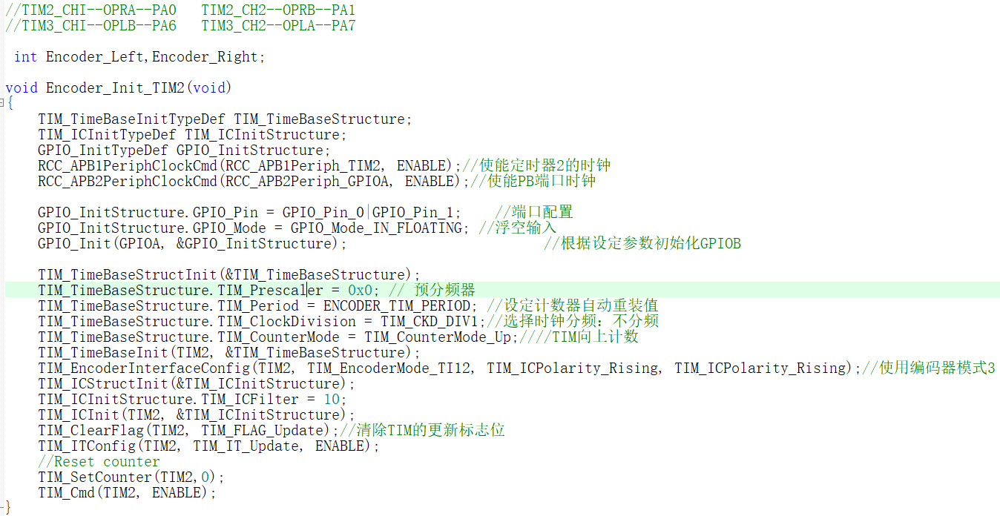 //TIM2_CHI--OPRA--PA0   TIM2_CH2--OPRB--PA1
//TIM3_CHI--OPLB--PA6   TIM3_CH2--OPLA--PA7
int Encoder_Left,Encoder_Right;
void Encoder_Init_TIM2(void)
{
    TIM_TimeBaseInitTypeDef TIM_TimeBaseStructure;
    TIM_ICInitTypeDef TIM_ICInitStructure;
    GPIO_InitTypeDef GPIO_InitStructure;
    RCC_APB1PeriphClockCmd(RCC_APB1Periph_TIM2, ENABLE);//使能定时器2的时钟
    RCC_APB2PeriphClockCmd(RCC_APB2Periph_GPIOA, ENABLE);//使能PB端口时钟
    GPIO_InitStructure.GPIO_Pin = GPIO_Pin_0|GPIO_Pin_1;    //端口配置
    GPIO_InitStructure.GPIO_Mode = GPIO_Mode_IN_FLOATING; //浮空输入
    GPIO_Init(GPIOA, &GPIO_InitStructure);                        //根据设定参数初始化GPIOB
    TIM_TimeBaseStructInit(&TIM_TimeBaseStructure);
    TIM_TimeBaseStructure.TIM_Prescaler = 0x0; // 预分频器
    TIM_TimeBaseStructure.TIM_Period = ENCODER_TIM_PERIOD; //设定计数器自动重装值
    TIM_TimeBaseStructure.TIM_ClockDivision = TIM_CKD_DIV1;//选择时钟分频：不分频
    TIM_TimeBaseStructure.TIM_CounterMode = TIM_CounterMode_Up;////TIM向上计数
    TIM_TimeBaseInit(TIM2, &TIM_TimeBaseStructure);
    TIM_EncoderInterfaceConfig(TIM2, TIM_EncoderMode_TI12, TIM_ICPolarity_Rising, TIM_ICPolarity_Rising);//使用编码器模式3
    TIM_ICStructInit(&TIM_ICInitStructure);
    TIM_ICInitStructure.TIM_ICFilter = 10;
    TIM_ICInit(TIM2, &TIM_ICInitStructure);
    TIM_ClearFlag(TIM2, TIM_FLAG_Update);//清除TIM的更新标志位
    TIM_ITConfig(TIM2, TIM_IT_Update, ENABLE);
    //Reset counter
    TIM_SetCounter(TIM2,0);
    TIM_Cmd(TIM2, ENABLE);
}